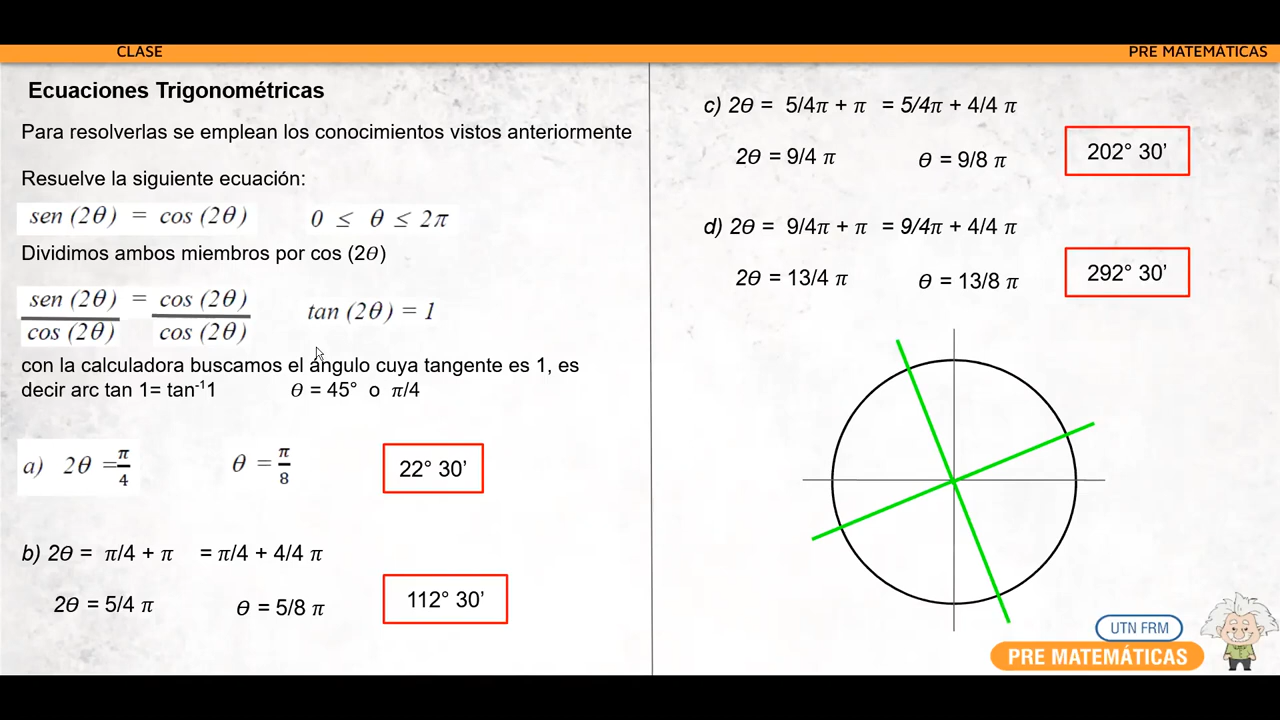 CLASE
PRE MATEMÁTICAS
Ecuaciones Trigonométricas
Para resolverlas se emplean los conocimientos vistos anteriormente
Resuelve la siguiente ecuación:
sen (2θ) = cos (2θ) 0 ≤ θ ≤ 2π
Dividimos ambos miembros por cos (2θ)
sen (2θ) = cos (2θ)
cos (2θ) cos (2θ)
tan (2θ) = 1
con la calculadora buscamos el ángulo cuya tangente es 1, es
decir arc tan 1= tan⁻¹1 θ = 45° o π/4
a) 2θ = π/4 θ = π/8 22° 30’
b) 2θ = π/4 + π = π/4 + 4/4 π
2θ = 5/4 π θ = 5/8 π 112° 30’
c) 2θ = 5/4π + π = 5/4π + 4/4 π
2θ = 9/4 π θ = 9/8 π 202° 30’
d) 2θ = 9/4π + π = 9/4π + 4/4 π
2θ = 13/4 π θ = 13/8 π 292° 30’
UTN FRM
PRE MATEMÁTICAS